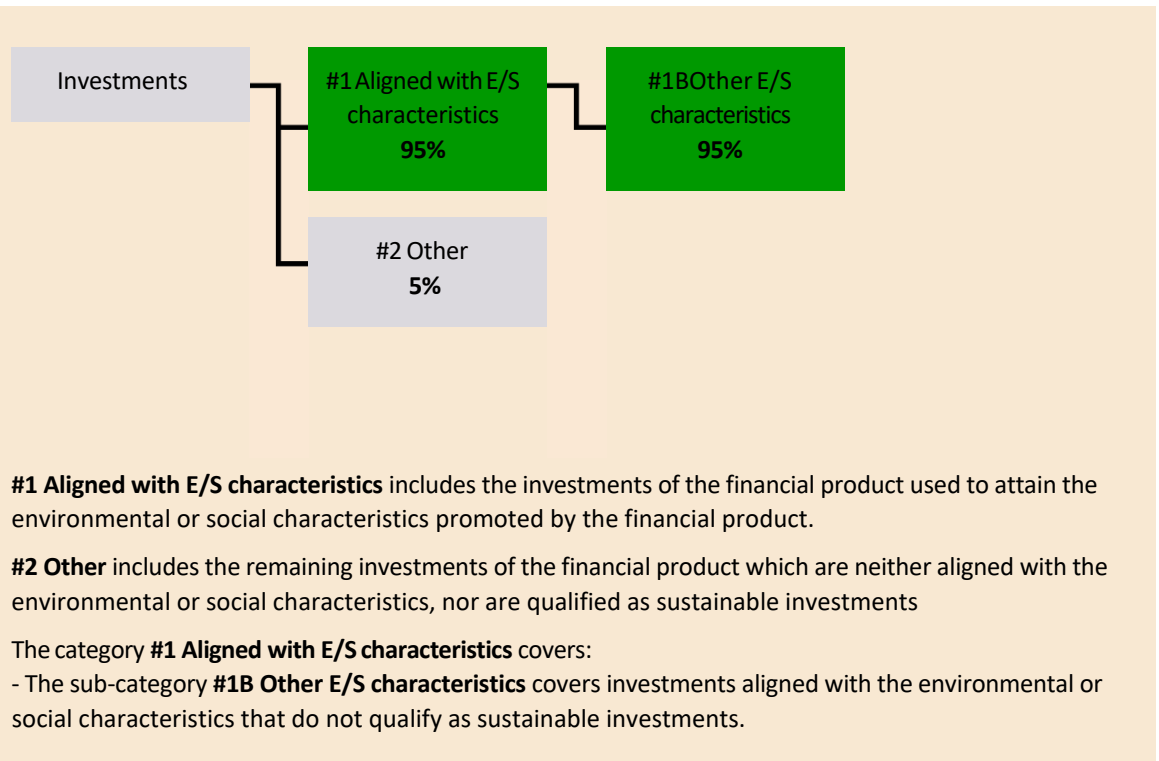 Investments
#1 Aligned with E/S
characteristics
95%
#1B Other E/S
characteristics
95%
#2 Other
5%
#1 Aligned with E/S characteristics includes the investments of the financial product used to attain the
environmental or social characteristics promoted by the financial product.
#2 Other includes the remaining investments of the financial product which are neither aligned with the
environmental or social characteristics, nor are qualified as sustainable investments
The category #1 Aligned with E/S characteristics covers:
- The sub-category #1B Other E/S characteristics covers investments aligned with the environmental or
social characteristics that do not qualify as sustainable investments.